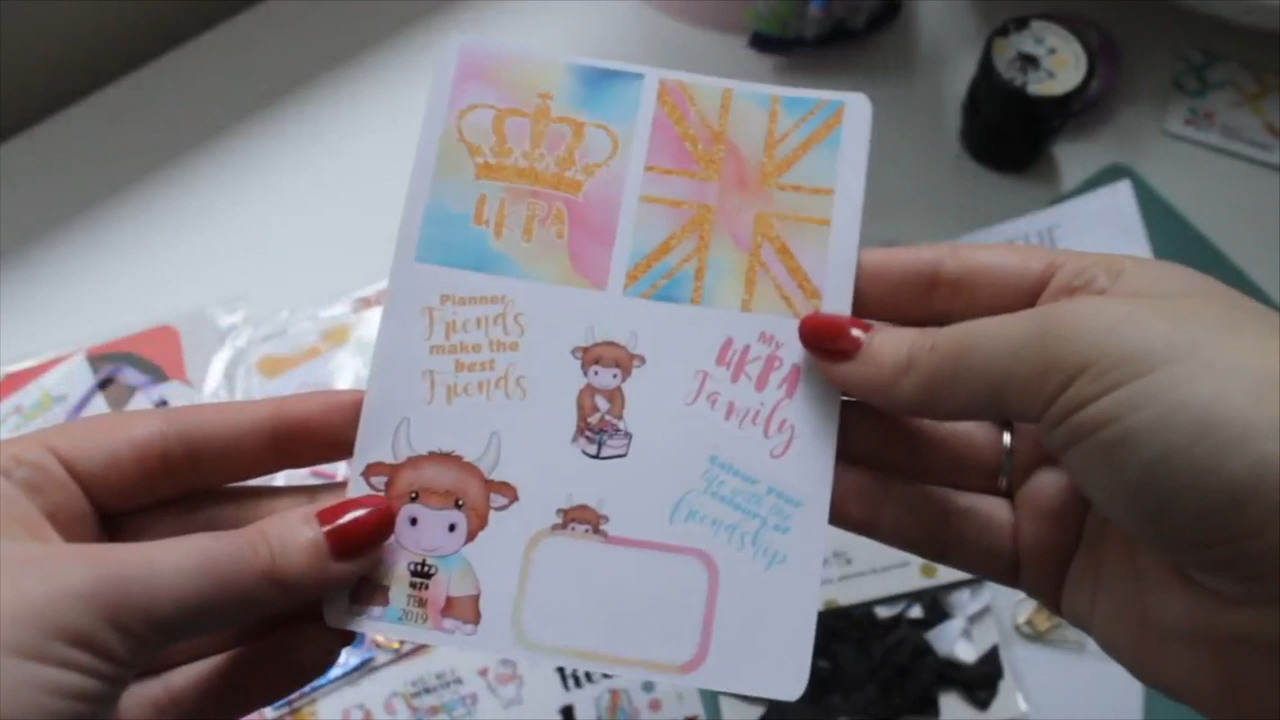 UKPA
Planner
Friends
make the
best
Friends
My
UKPA
Family
Colour your
life with the
colours of
friendship
UKPA
TBM
2019